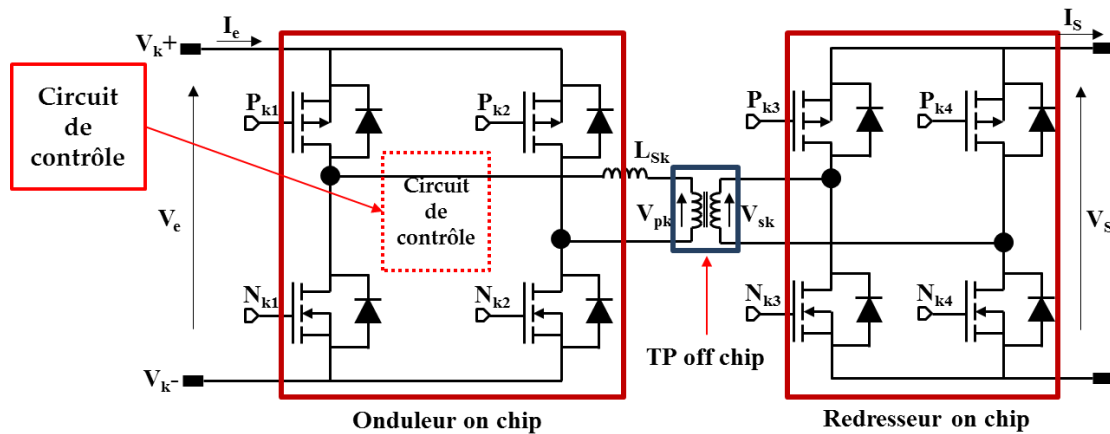 Circuit
de
contrôle
Vk+
Ie
Ve
Vk-
Pk1
Pk2
Nk1
Nk2
Circuit
de
contrôle
LSk
Vpk
Vsk
TP off chip
Pk3
Pk4
Nk3
Nk4
IS
VS
Onduleur on chip
Redresseur on chip